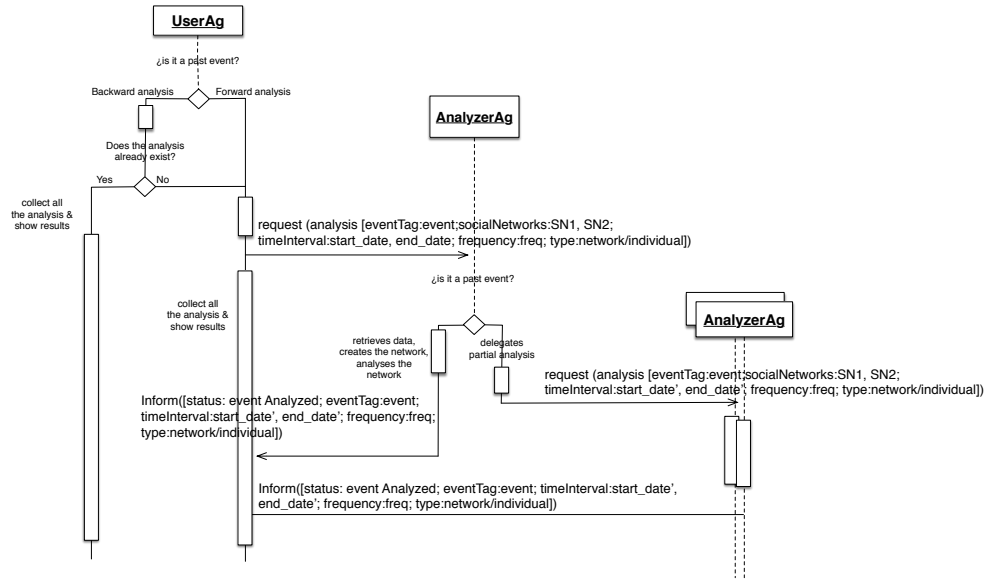 UserAg
¿is it a past event?
Backward analysis
Forward analysis
Does the analysis
already exist?
Yes
No
collect all
the analysis &
show results
AnalyzerAg
request (analysis [eventTag:event;socialNetworks:SN1, SN2;
timeInterval:start_date, end_date; frequency:freq; type:network/individual])
¿is it a past event?
collect all
the analysis &
show results
retrieves data,
creates the network,
analyses the
network
delegates
partial analysis
AnalyzerAg
request (analysis [eventTag:event;socialNetworks:SN1, SN2;
timeInterval:start_date’, end_date’; frequency:freq; type:network/individual])
Inform([status: event Analyzed; eventTag:event;
timeInterval:start_date’, end_date’; frequency:freq;
type:network/individual])
Inform([status: event Analyzed; eventTag:event; timeInterval:start_date’,
end_date’; frequency:freq; type:network/individual])